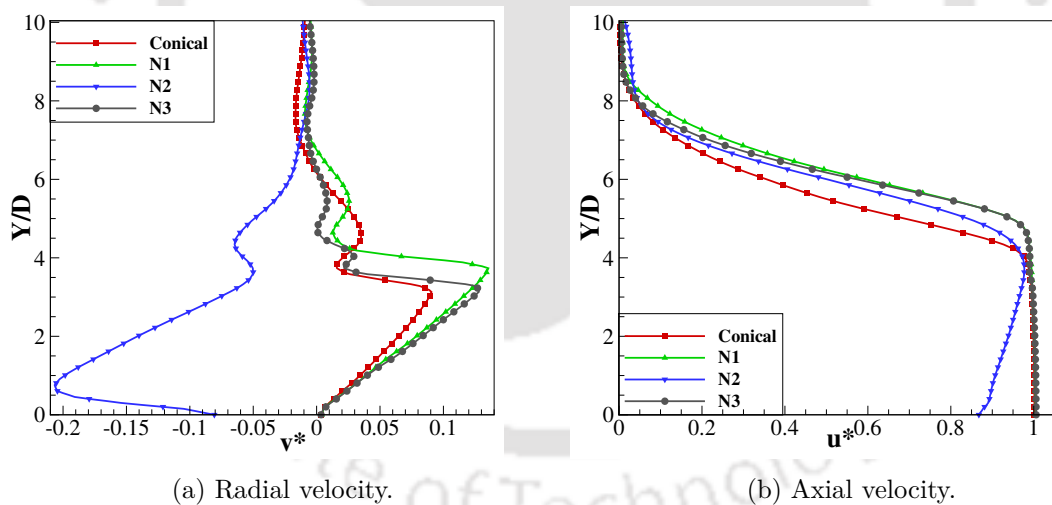 10
8
6
4
2
0
Y/D
Conical
N1
N2
N3
-0.2 -0.15 -0.1 -0.05 0 0.05 0.1
v*
(a) Radial velocity.
10
8
6
4
2
0
Y/D
Conical
N1
N2
N3
0 0.2 0.4 0.6 0.8 1
u*
(b) Axial velocity.
of Technolo